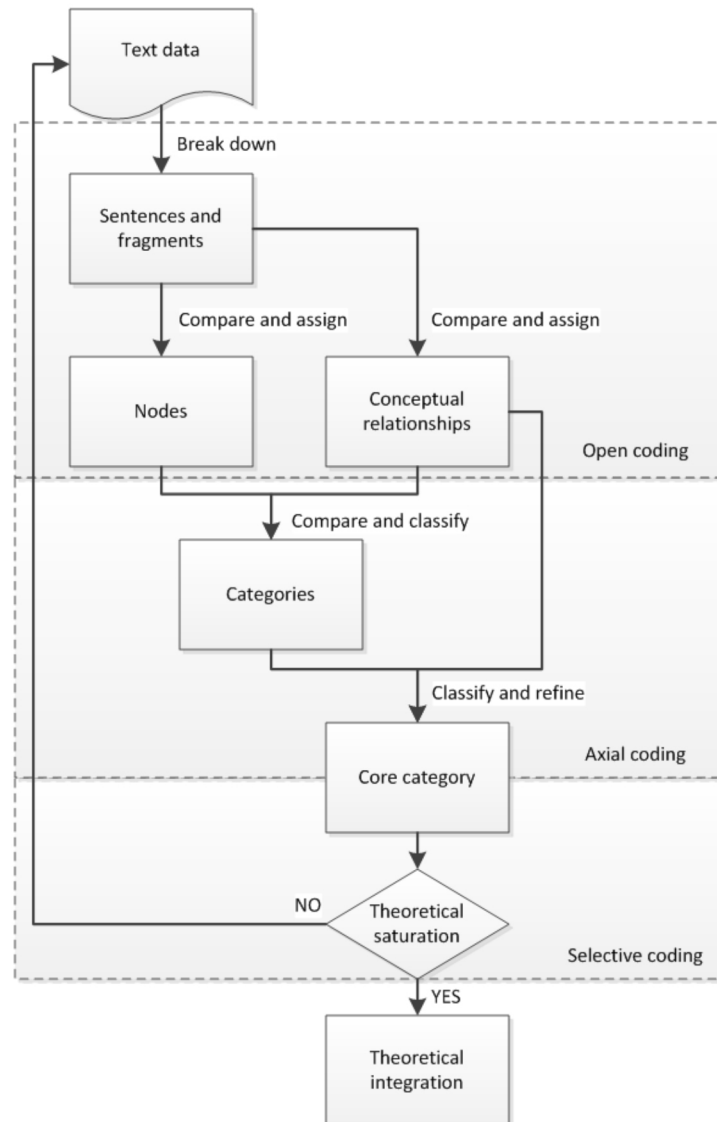 Text data
Break down
Sentences and
fragments
Compare and assign
Compare and assign
Nodes
Conceptual
relationships
Open coding
Compare and classify
Categories
Classify and refine
Axial coding
Core category
NO
Theoretical
saturation
Selective coding
YES
Theoretical
integration